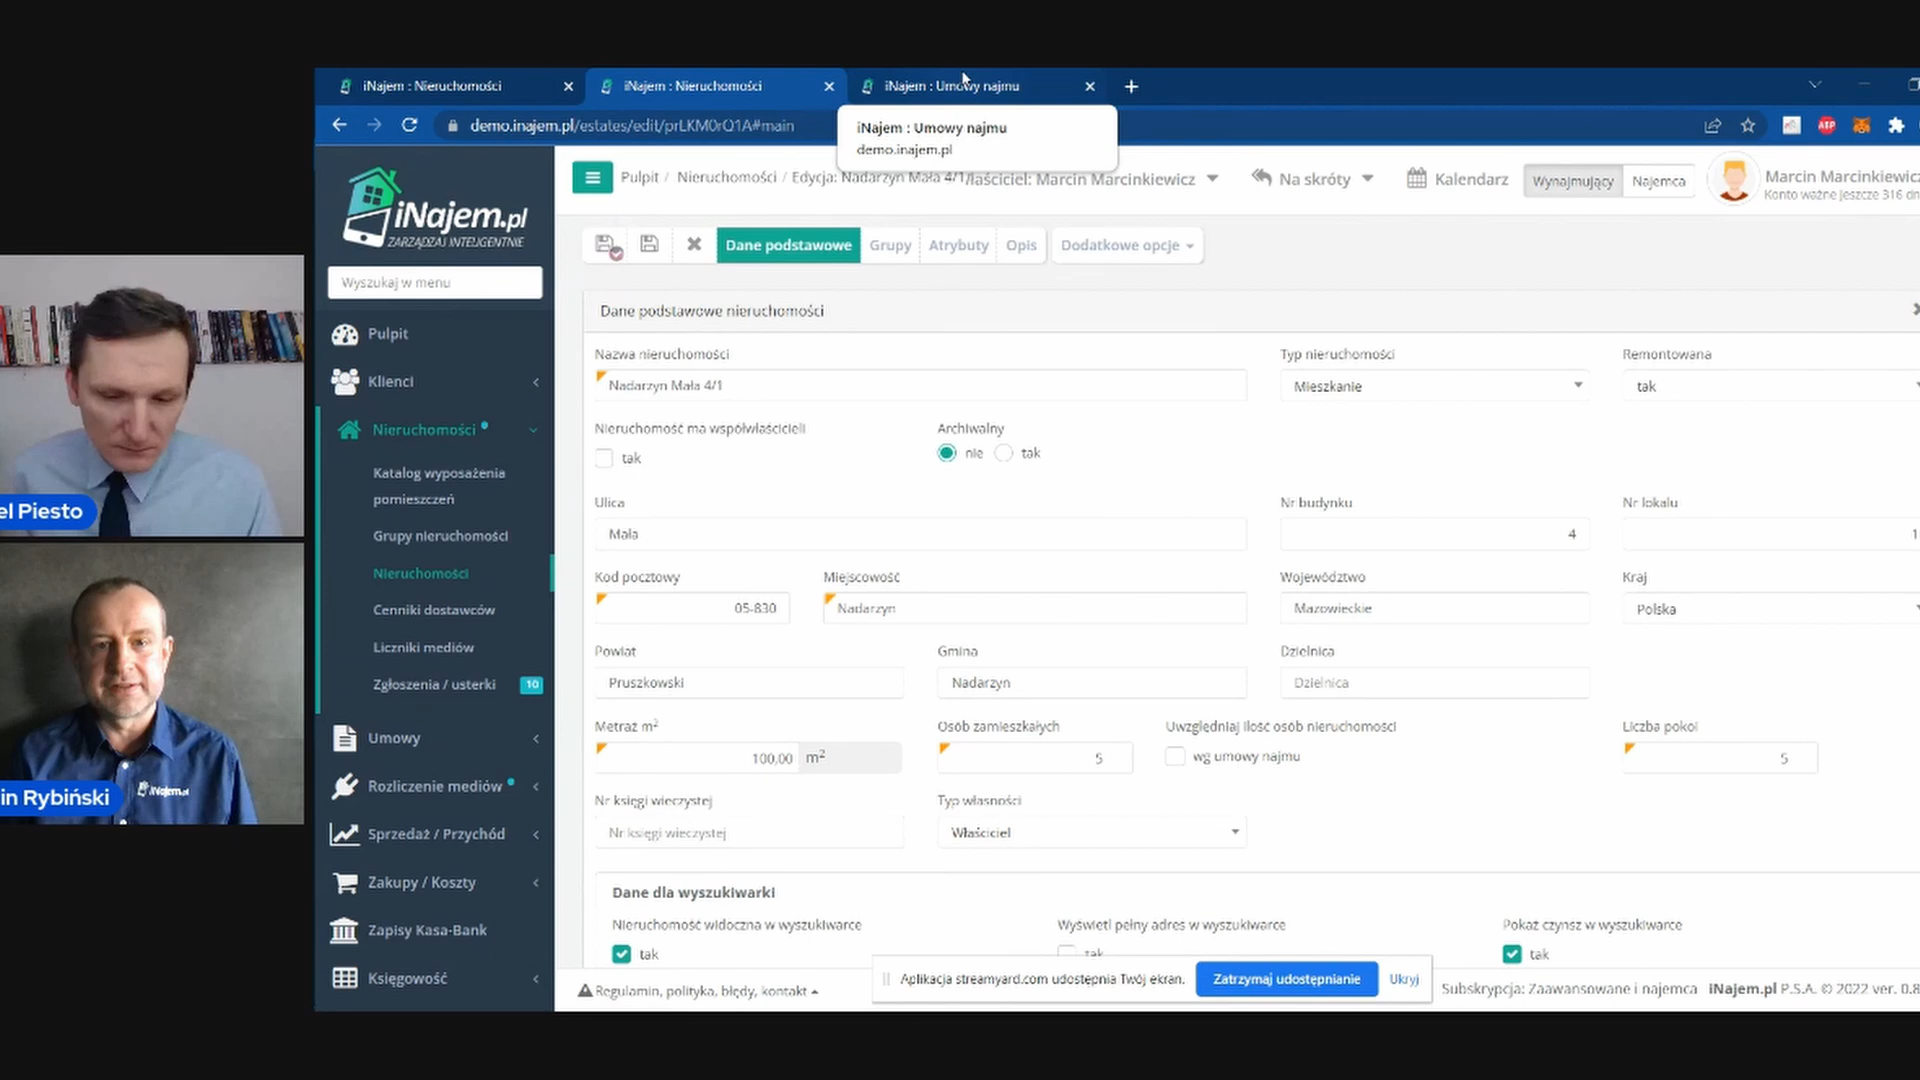 iNajem : Nieruchomości
iNajem : Nieruchomości
iNajem : Umowy najmu
demo.inajem.pl/estates/edit/prLKM0rQ1A#main
ABP
iNajem : Umowy najmu
demo.inajem.pl
iNajem.pl
ZARZĄDZAJ INTELIGENTNIE
Wyszukaj w menu
Pulpit
Klienci
Nieruchomości
Katalog wyposażenia
pomieszczeń
Grupy nieruchomości
Nieruchomości
Cenniki dostawców
Liczniki mediów
Zgłoszenia / usterki 10
Umowy
Rozliczenie mediów
Sprzedaż / Przychód
Zakupy / Koszty
Zapisy Kasa-Bank
Księgowość
Pulpit / Nieruchomości / Edycja: Nadarzyn Mała 4/1
łaściciel: Marcin Marcinkiewicz
Na skróty
Kalendarz
Wynajmujący Najemca
Marcin Marcinkiewicz
Konto ważne jeszcze 316 dn
Dane podstawowe Grupy Atrybuty Opis Dodatkowe opcje
Dane podstawowe nieruchomości
Nazwa nieruchomości Typ nieruchomości Remontowana
Nadarzyn Mała 4/1 Mieszkanie tak
Nieruchomość ma współwłaścicieli Archiwalny
tak nie tak
Ulica Nr budynku Nr lokalu
Mała 4 1
Kod pocztowy Miejscowość Województwo Kraj
05-830 Nadarzyn Mazowieckie Polska
Powiat Gmina Dzielnica
Pruszkowski Nadarzyn Dzielnica
Metraż m² Osób zamieszkałych Uwzględniaj ilość osób nieruchomości Liczba pokoi
100,00 m² 5 wg umowy najmu 5
Nr księgi wieczystej Typ własności
Nr księgi wieczystej Właściciel
Dane dla wyszukiwarki
Nieruchomość widoczna w wyszukiwarce Wyświetl pełny adres w wyszukiwarce Pokaż czynsz w wyszukiwarce
tak tak tak
Aplikacja streamyard.com udostępnia Twój ekran. Zatrzymaj udostępnianie Ukryj
Regulamin, polityka, błędy, kontakt
Subskrypcja: Zaawansowane i najemca iNajem.pl P.S.A. © 2022 ver. 0.8
el Piesto
in Rybiński
iNajem.pl